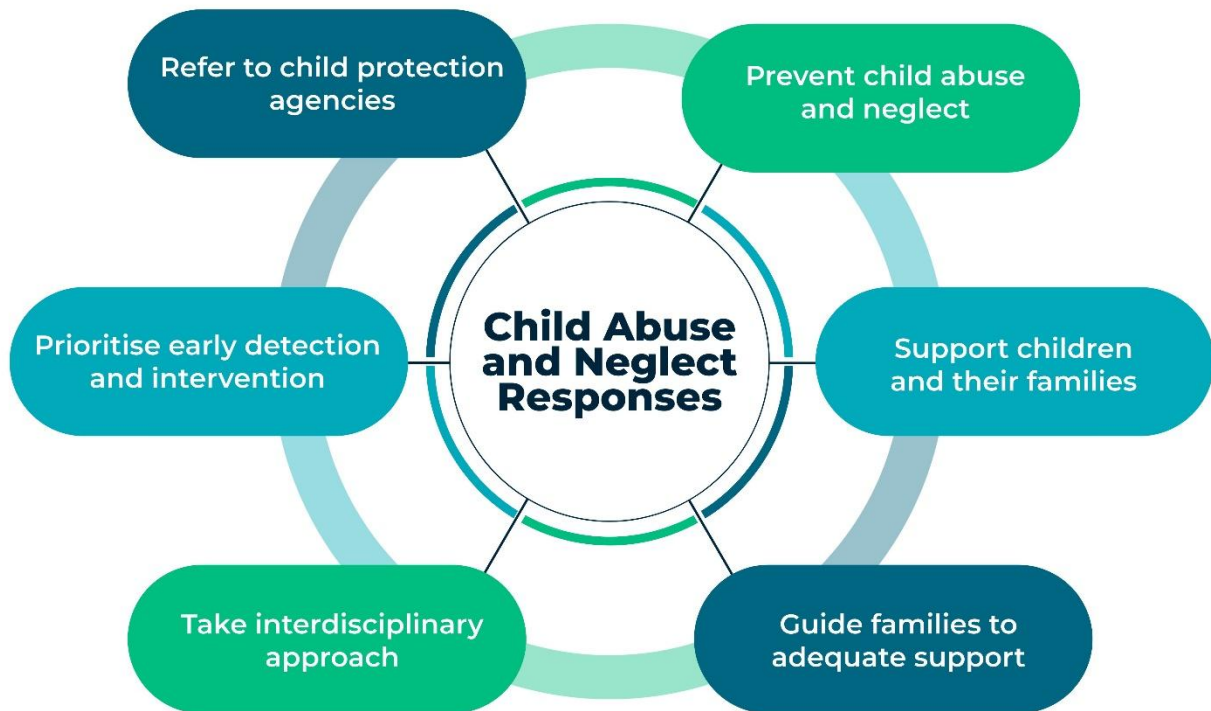 Refer to child protection
agencies
Prevent child abuse
and neglect
Prioritise early detection
and intervention
Child Abuse
and Neglect
Responses
Support children
and their families
Take interdisciplinary
approach
Guide families to
adequate support